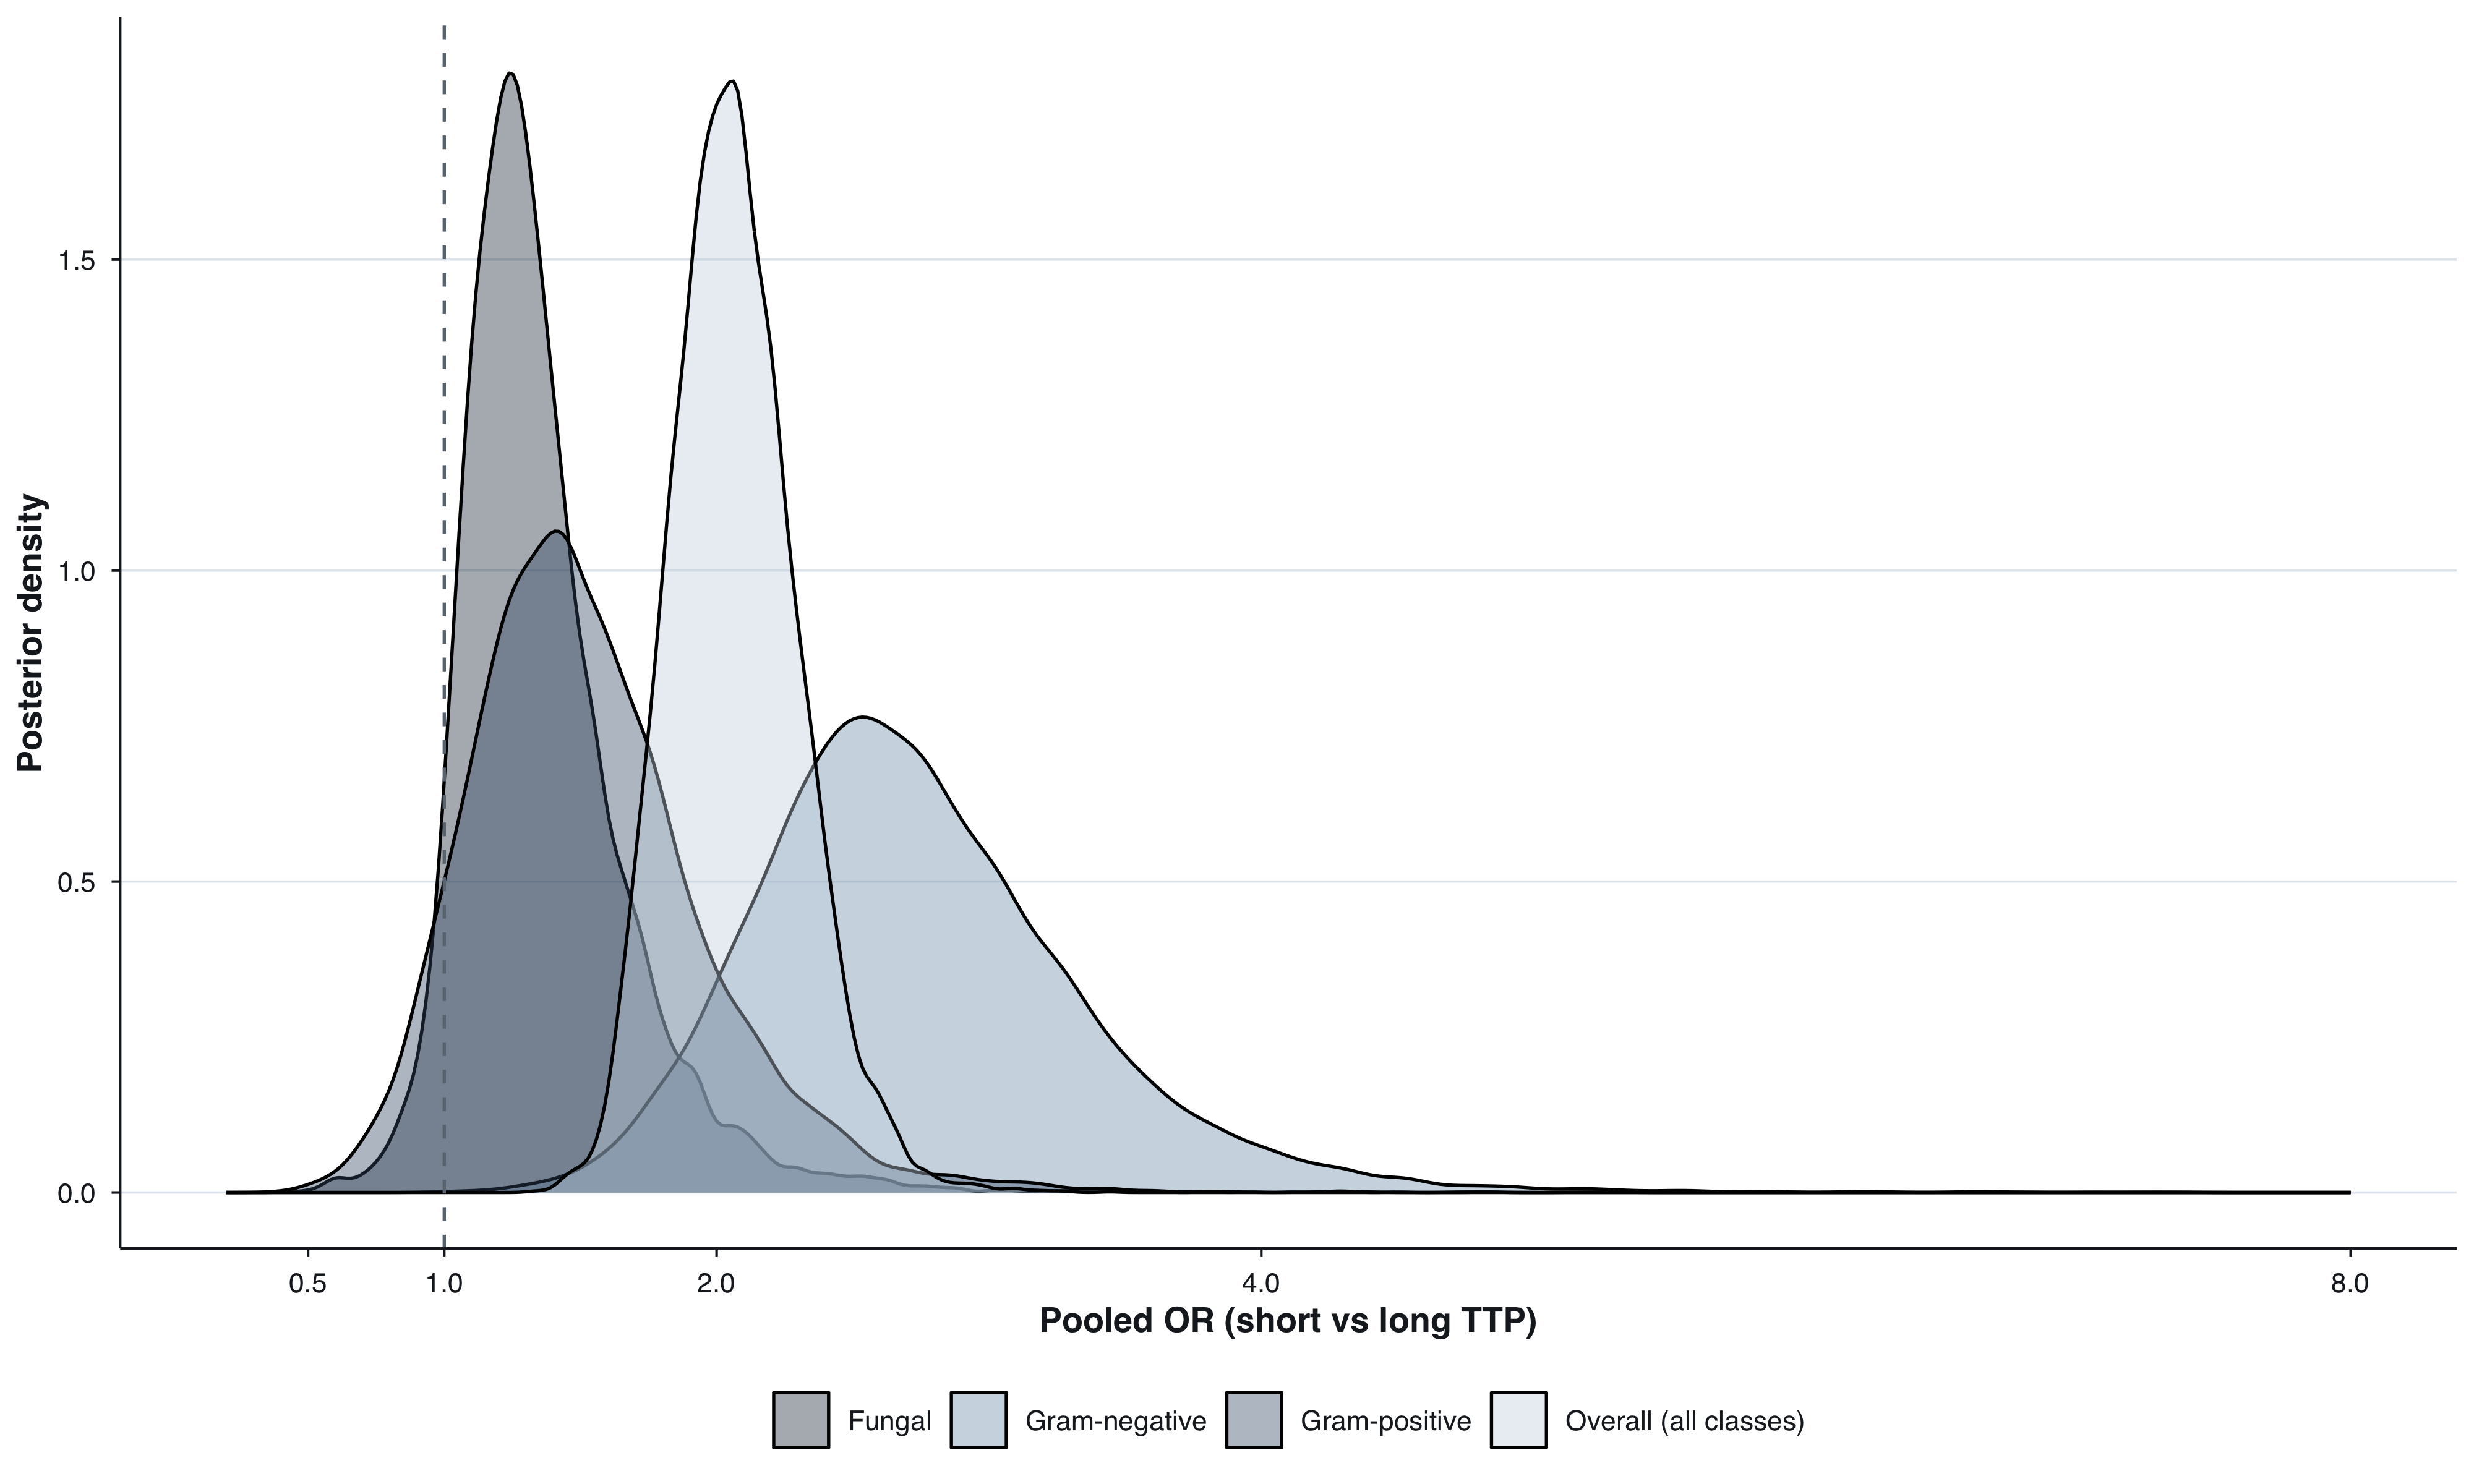 Posterior density
1.5
1.0
0.5
0.0
0.5 1.0 2.0 4.0 8.0
Pooled OR (short vs long TTP)
Fungal Gram-negative Gram-positive Overall (all classes)